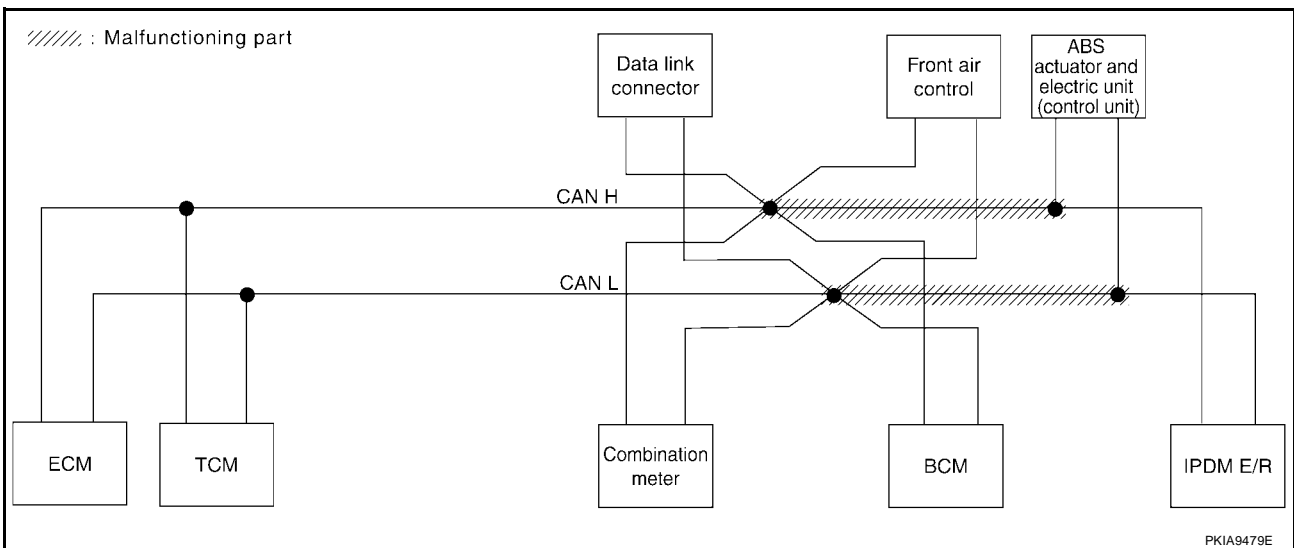 : Malfunctioning part
Data link
connector
Front air
control
ABS
actuator and
electric unit
(control unit)
CAN H
CAN L
ECM
TCM
Combination
meter
BCM
IPDM E/R
PKIA9479E